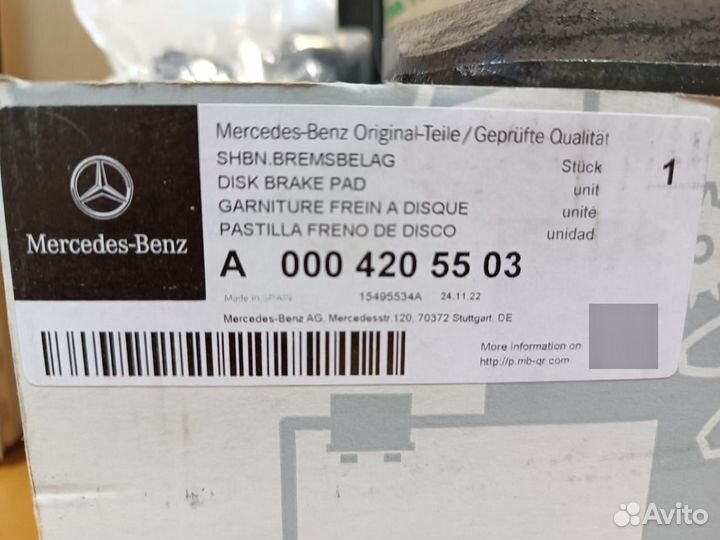 Mercedes-Benz
Mercedes-Benz Original-Teile/Geprüfte Qualität
SHBN.BREMSBELAG
DISK BRAKE PAD
GARNITURE FREIN A DISQUE
PASTILLA FRENO DE DISCO
Stück
unit
unité
unidad
1
A 000 420 55 03
Made in SPAIN
15495534A
24.11.22
Mercedes-Benz AG, Mercedesstr.120, 70372 Stuttgart, DE
More information on
http://p.mb-qr.com
Avito